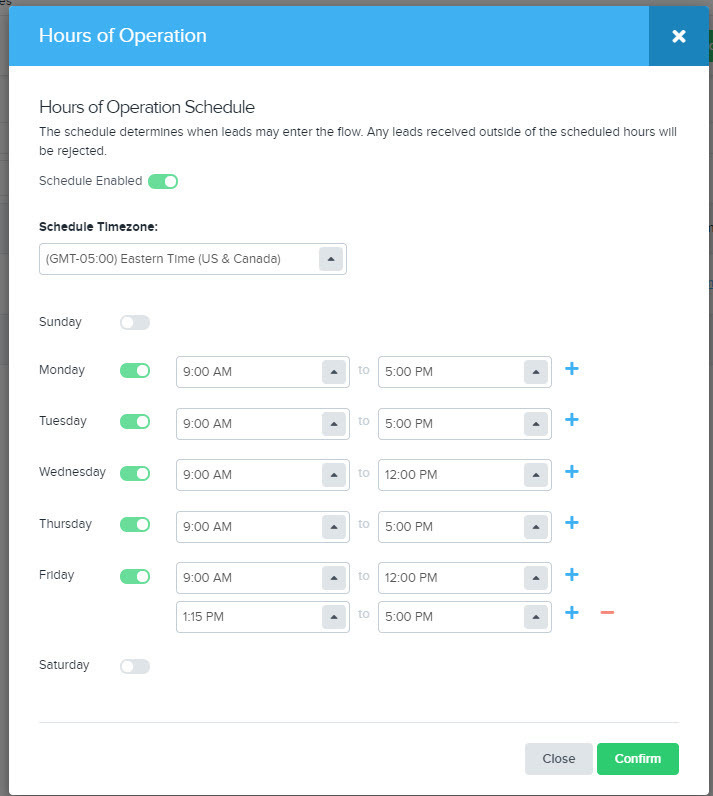 Hours of Operation
Hours of Operation Schedule
The schedule determines when leads may enter the flow. Any leads received outside of the scheduled hours will
be rejected.
Schedule Enabled
Schedule Timezone:
(GMT-05:00) Eastern Time (US & Canada)
Sunday
Monday 9:00 AM to 5:00 PM +
Tuesday 9:00 AM to 5:00 PM +
Wednesday 9:00 AM to 12:00 PM +
Thursday 9:00 AM to 5:00 PM +
Friday 9:00 AM to 12:00 PM +
1:15 PM to 5:00 PM + −
Saturday
Close Confirm